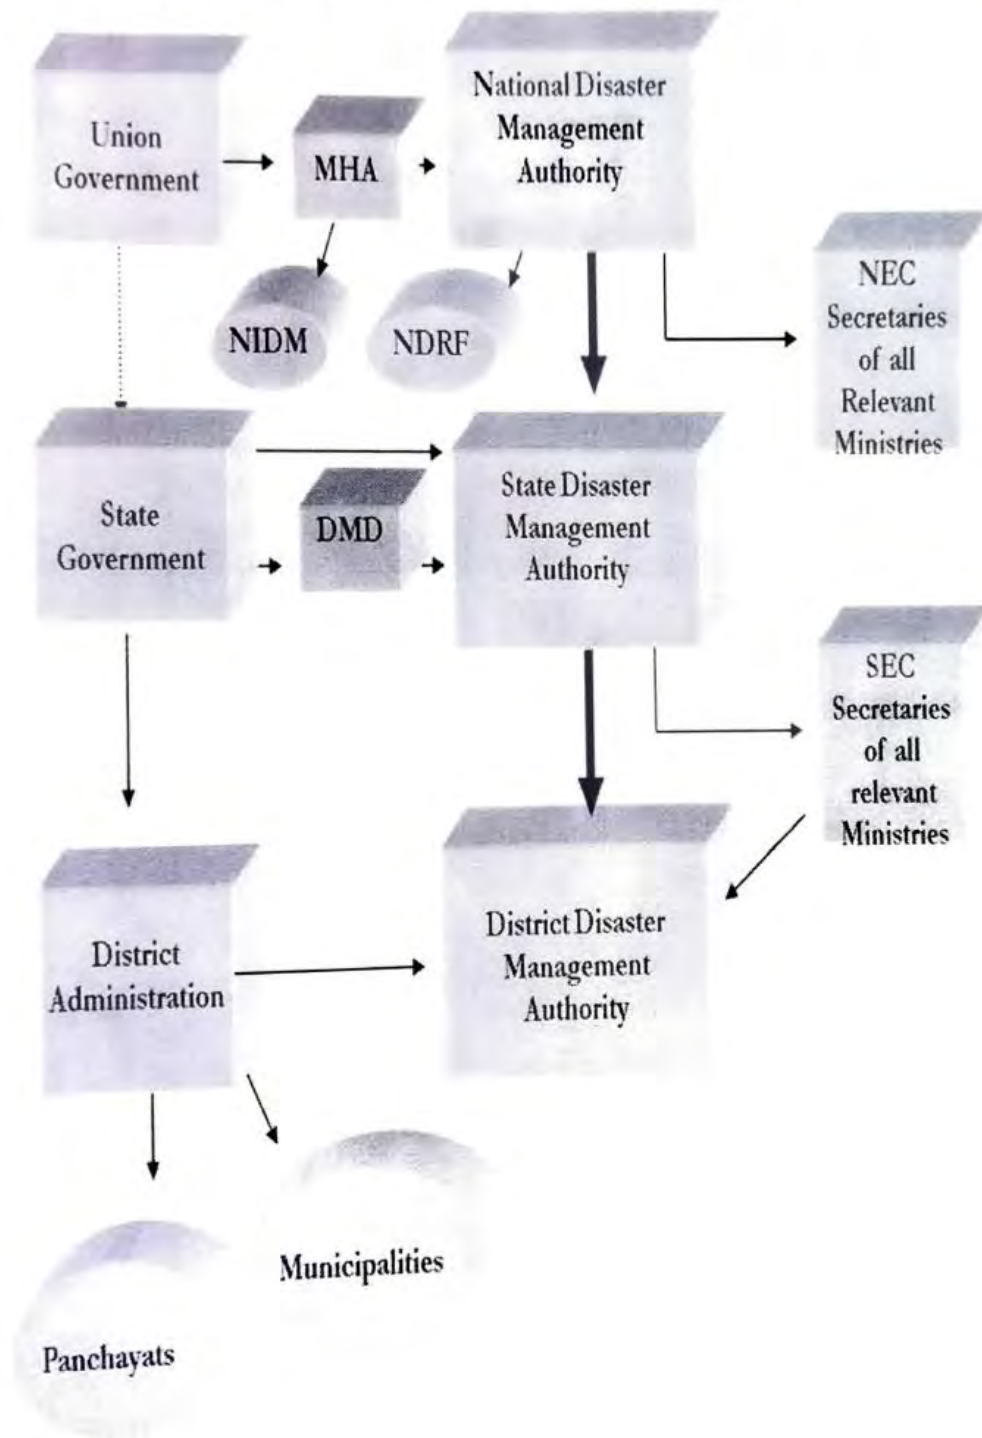 Union
Government
MHA
National Disaster
Management
Authority
NIDM
NDRF
NEC
Secretaries
of all
Relevant
Ministries
State
Government
DMD
State Disaster
Management
Authority
SEC
Secretaries
of all
relevant
Ministries
District
Administration
District Disaster
Management
Authority
Municipalities
Panchayats